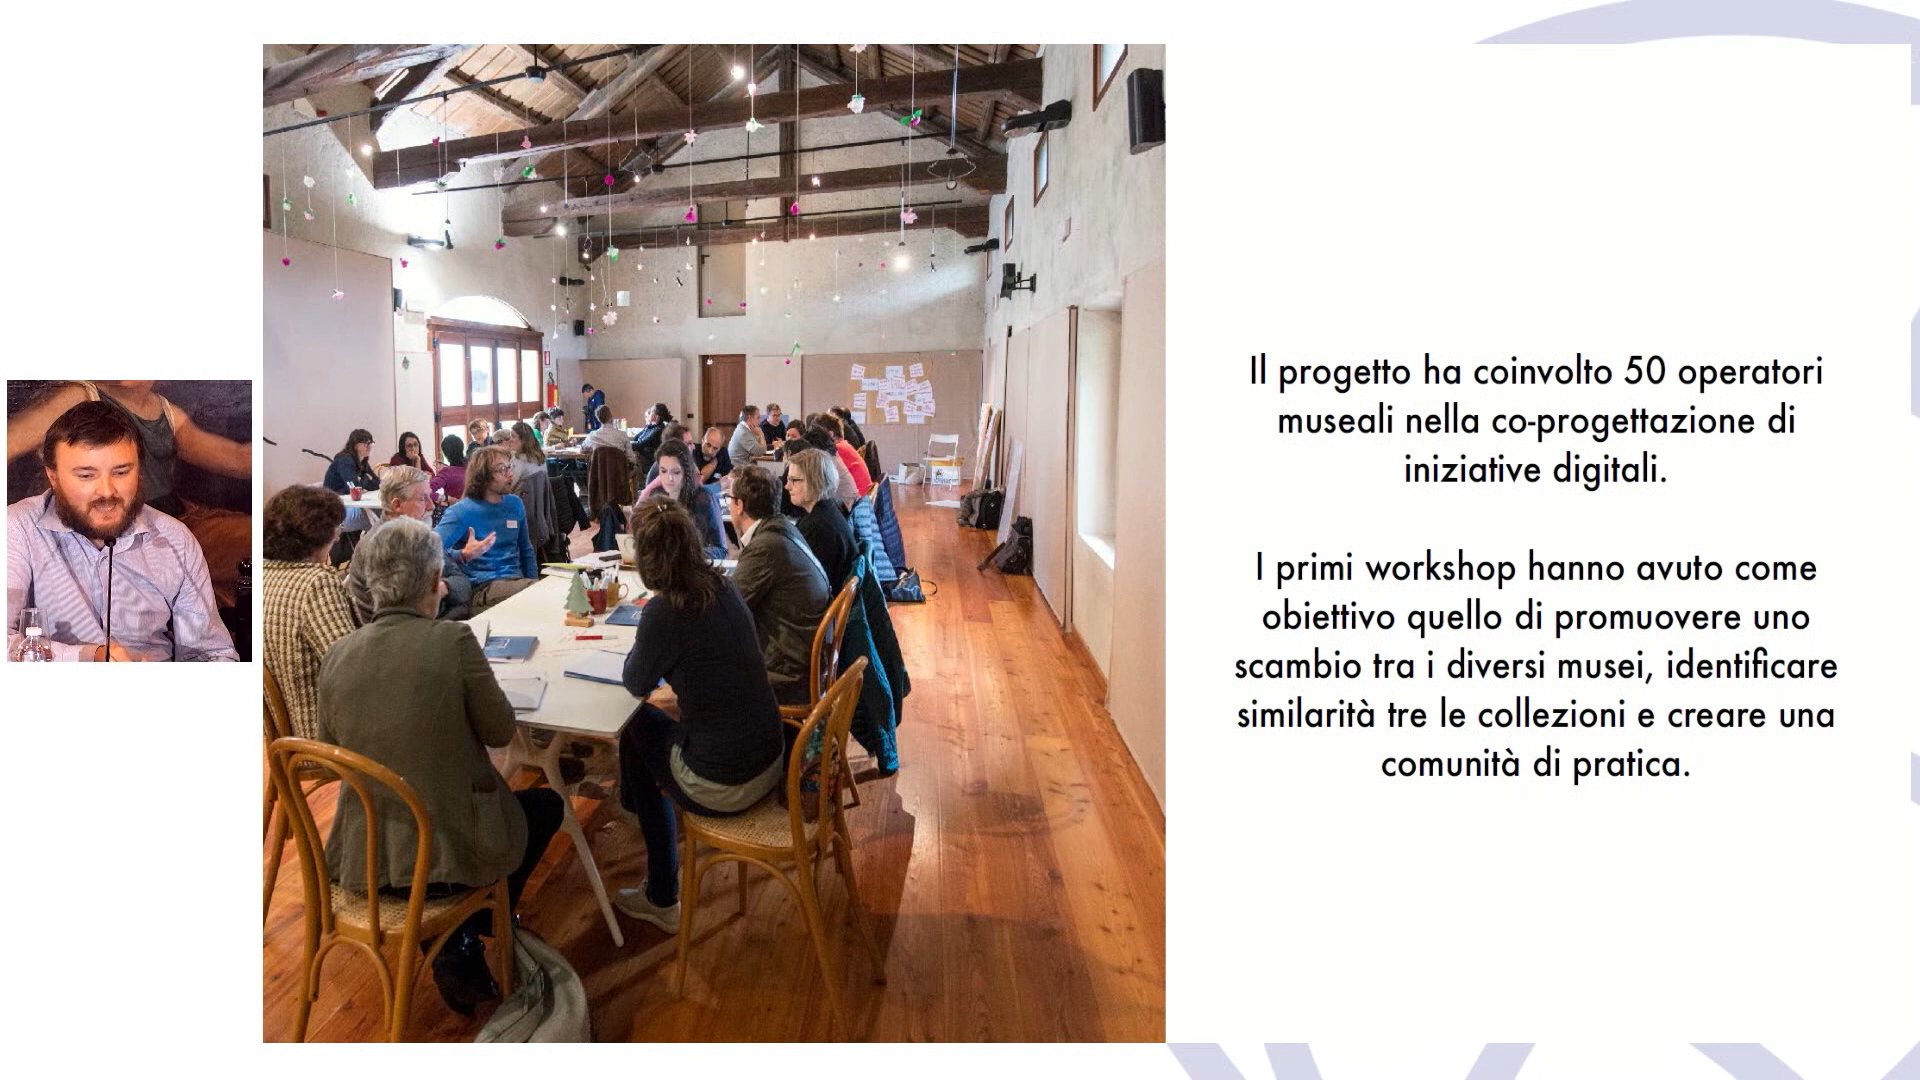 Il progetto ha coinvolto 50 operatori
museali nella co-progettazione di
iniziative digitali.
I primi workshop hanno avuto come
obiettivo quello di promuovere uno
scambio tra i diversi musei, identificare
similarità tre le collezioni e creare una
comunità di pratica.